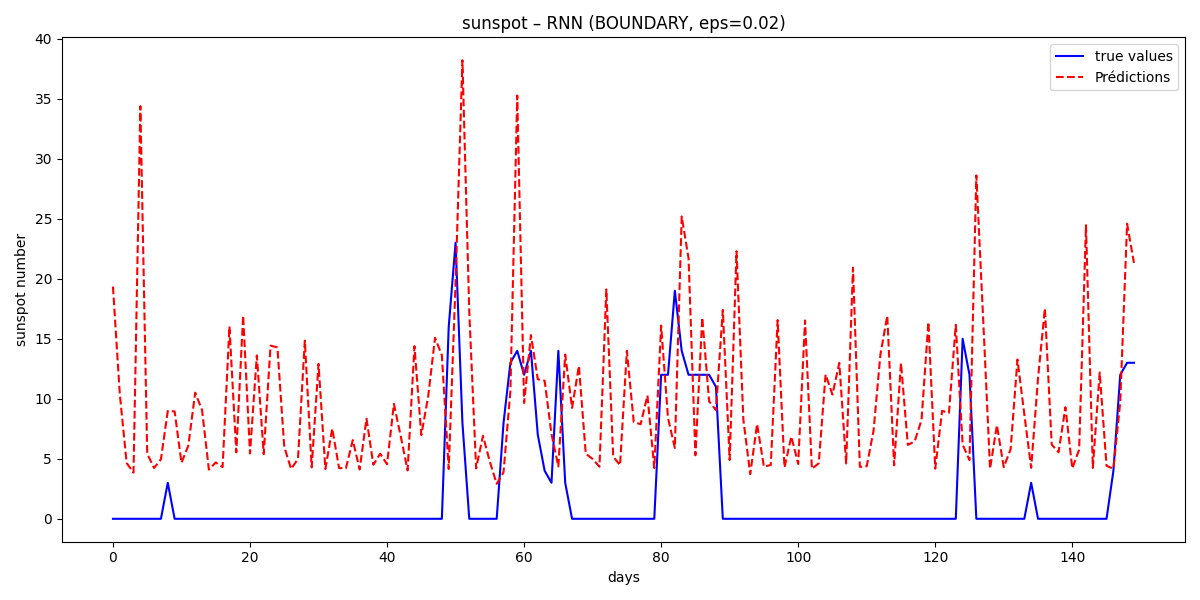 sunspot – RNN (BOUNDARY, eps=0.02)
true values
Prédictions
sunspot number
40
35
30
25
20
15
10
5
0
0 20 40 60 80 100 120 140
days